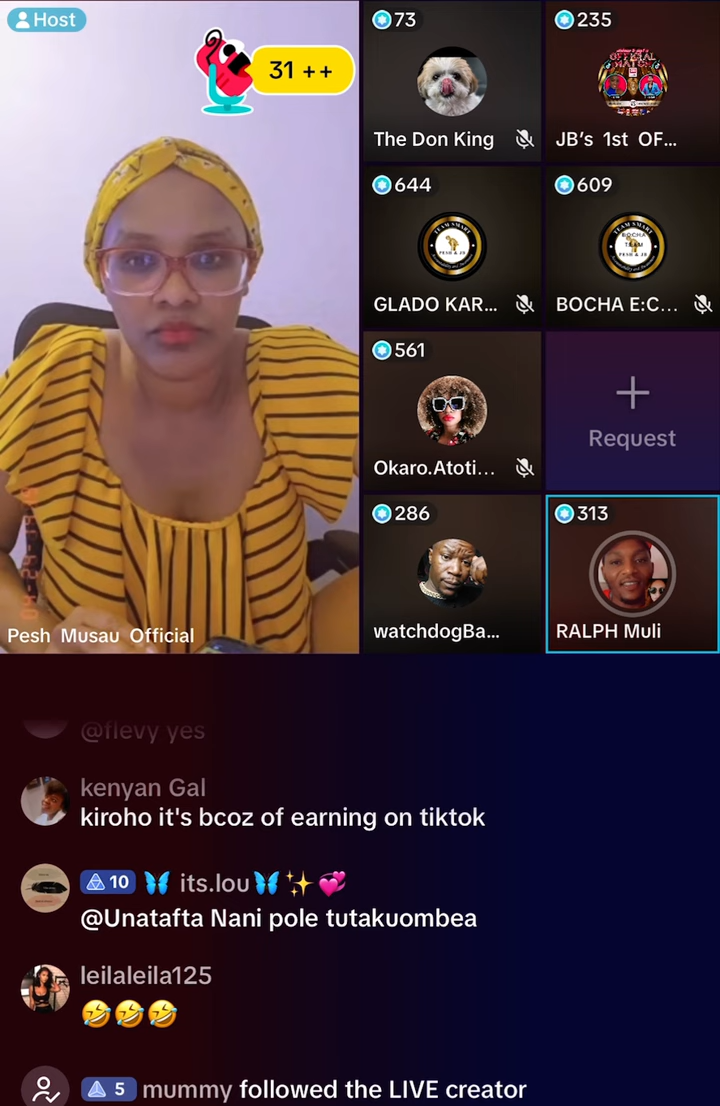 Host
31 ++
Pesh Musau Official
73
The Don King
235
JB's 1st OF...
644
GLADO KAR...
609
BOCHA E:C...
561
Okaro.Atoti...
Request
286
watchdogBa...
313
RALPH Muli
@flevy yes
kenyan Gal
kiroho it's bcoz of earning on tiktok
10 🦋 its.lou🦋✨💞
@Unatafta Nani pole tutakuombea
leilaleila125
🤣🤣🤣
5 mummy followed the LIVE creator